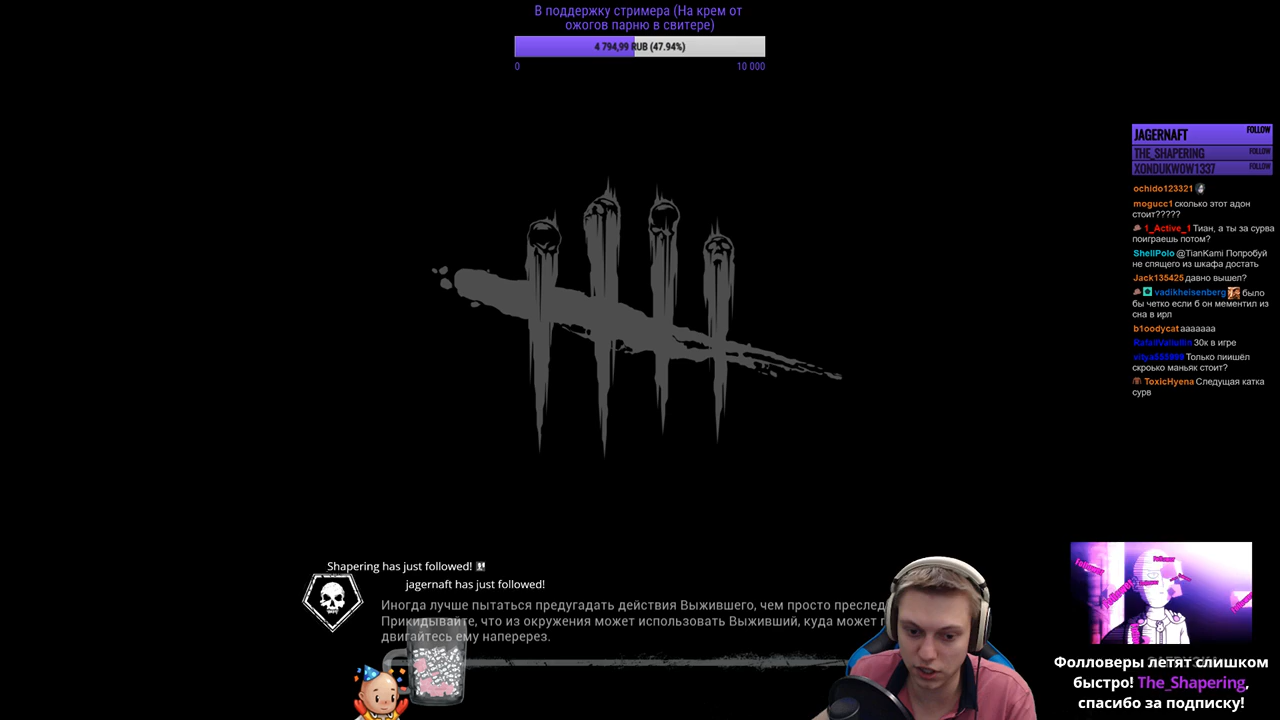 В поддержку стримера (На крем от
ожогов парню в свитере)
4 794,99 RUB (47.94%)
0
10 000
JAGERNAFT
FOLLOW
THE_SHAPERING
FOLLOW
XONDUKWOW1337
FOLLOW
ochido123321
mogucc1 сколько этот адон
стоит?????
1_Active_1 Тиан, а ты за сурва
поиграешь потом?
ShellPolo @TianKami Попробуй
не спящего из шкафа достать
Jack135425 давно вышел?
vadikheisenberg было
бы четко если б он мементил из
сна в ирл
b1oodycat ааааааа
RafailValiullin 30к в игре
vitya555999 Только пиишёл
скроько маньяк стоит?
ToxicHyena Следущая катка
сурв
Shapering has just followed!
jagernaft has just followed!
Иногда лучше пытаться предугадать действия Выжившего, чем просто преслед
Прикидывайте, что из окружения может использовать Выживший, куда может
двигайтесь ему наперерез.
Фолловеры летят слишком
быстро! The_Shapering,
спасибо за подписку!